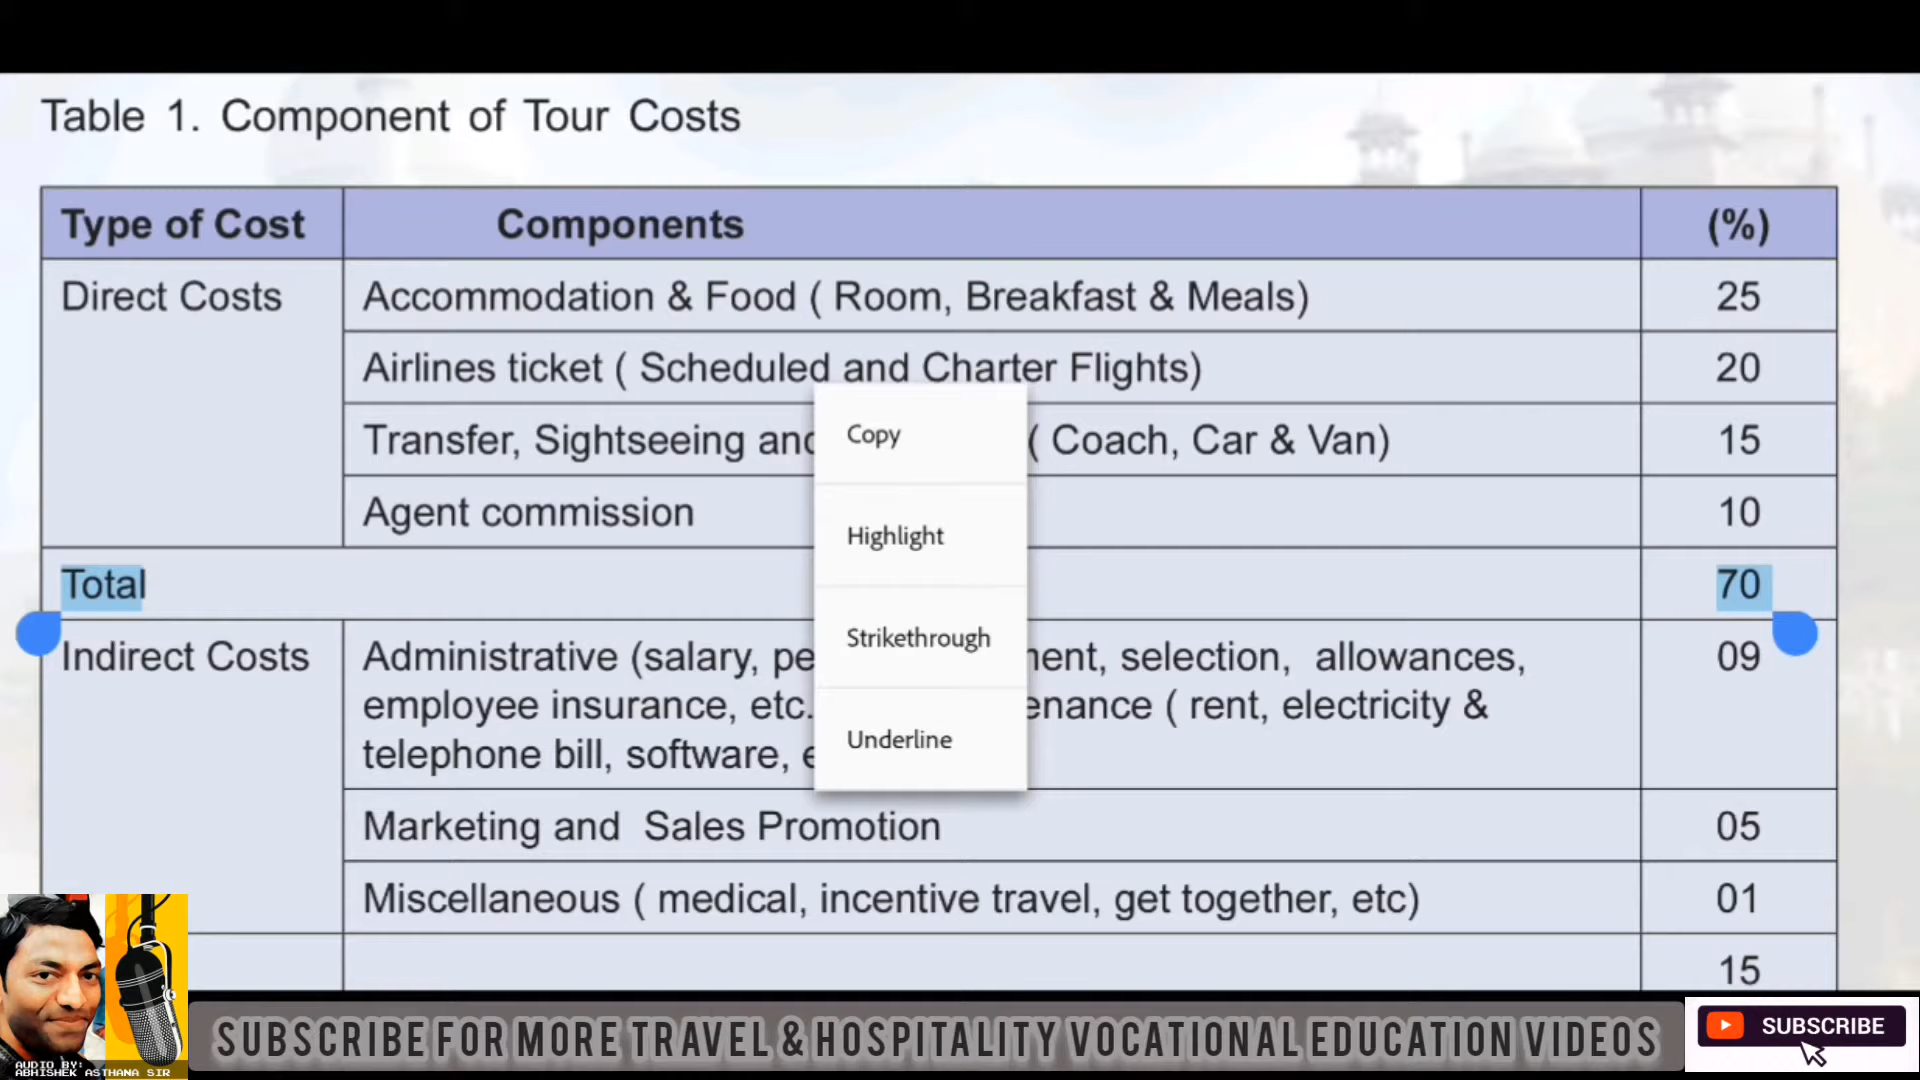 Table 1. Component of Tour Costs
Type of Cost Components (%)
Direct Costs Accommodation & Food ( Room, Breakfast & Meals) 25
Airlines ticket ( Scheduled and Charter Flights) 20
Transfer, Sightseeing and ( Coach, Car & Van) 15
Agent commission 10
Total 70
Indirect Costs Administrative (salary, selection, allowances, 09
employee insurance, etc. ( rent, electricity &
telephone bill, software,
Marketing and Sales Promotion 05
Miscellaneous ( medical, incentive travel, get together, etc) 01
15
Copy
Highlight
Strikethrough
Underline
AUDIO BY:
ABHISHEK ASTHANA SIR
SUBSCRIBE FOR MORE TRAVEL & HOSPITALITY VOCATIONAL EDUCATION VIDEOS
SUBSCRIBE